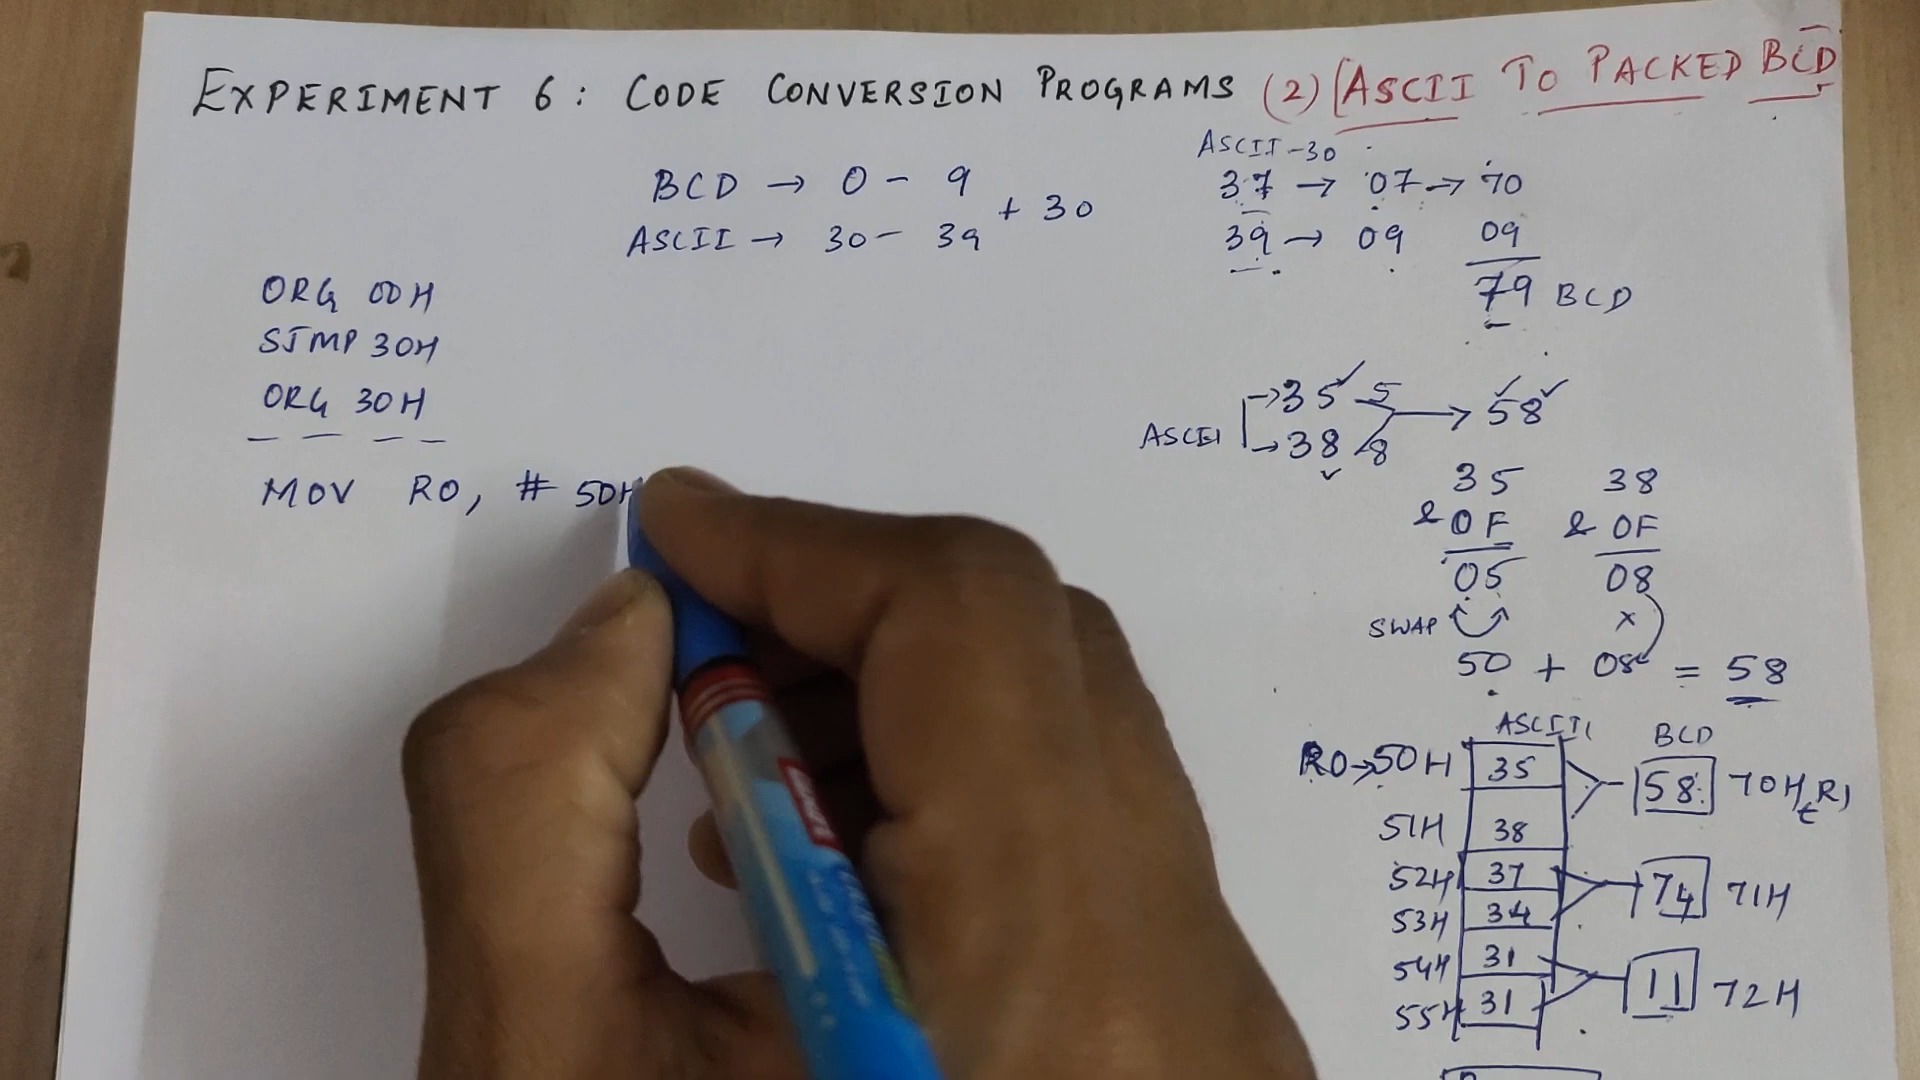 EXPERIMENT 6 : CODE CONVERSION PROGRAMS (2) [ASCII TO PACKED BCD
BCD → 0 - 9
ASCII → 30 - 39
+ 30
ASCII - 30
37 → 07 → 70
39 → 09 09
79 BCD
ORG 00H
SJMP 30H
ORG 30H
MOV R0, # 50H
ASCII
→ 35 5 → 58
→ 38 8
35 38
& 0F & 0F
05 08
SWAP x
50 + 08 = 58
ASCII BCD
R0→50H 35 58 70H R1
51H 38
52H 37 74 71H
53H 34
54H 31 11 72H
55H 31